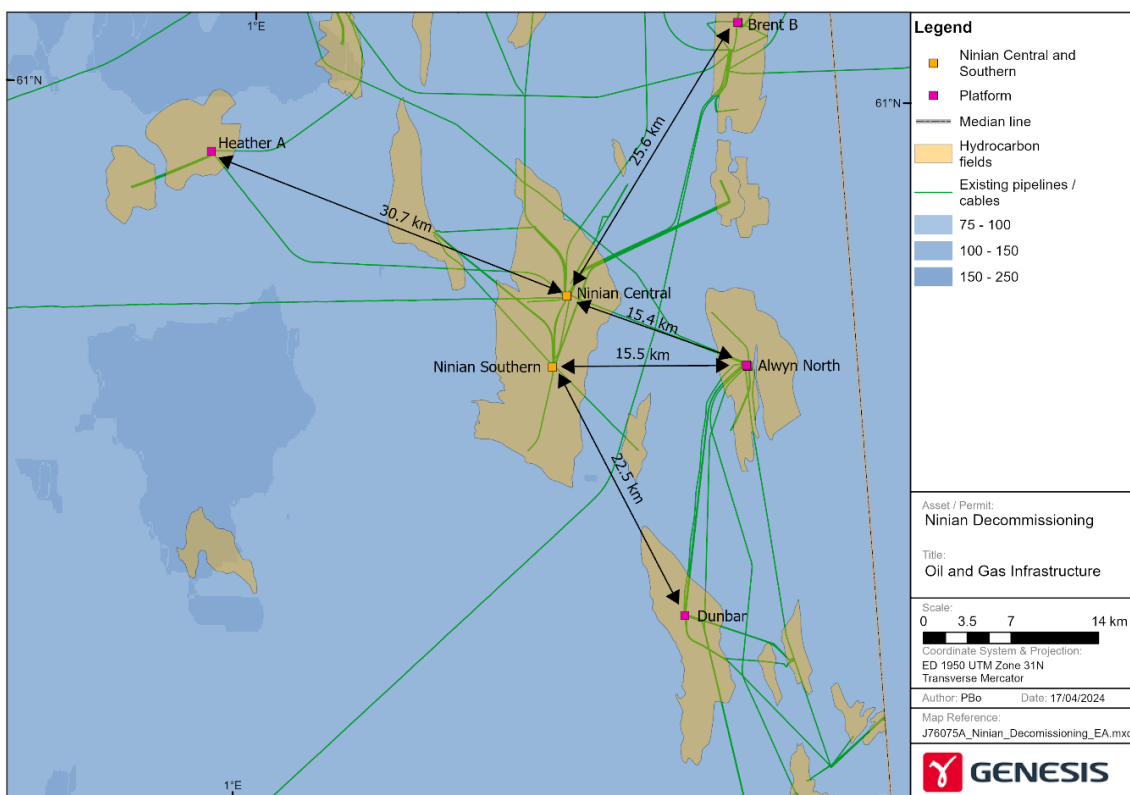 1°E
Brent B
61°N
61°N
Heather A
25.6 km
30.7 km
Ninian Central
15.4 km
15.5 km
Ninian Southern
Alwyn North
22.5 km
Dunbar
1°E
Legend
Ninian Central and
Southern
Platform
Median line
Hydrocarbon
fields
Existing pipelines /
cables
75 - 100
100 - 150
150 - 250
Asset / Permit:
Ninian Decommissioning
Title:
Oil and Gas Infrastructure
Scale:
0 3.5 7 14 km
Coordinate System & Projection:
ED 1950 UTM Zone 31N
Transverse Mercator
Author: PBo Date: 17/04/2024
Map Reference:
J76075A_Ninian_Decomissioning_EA.mxd
GENESIS